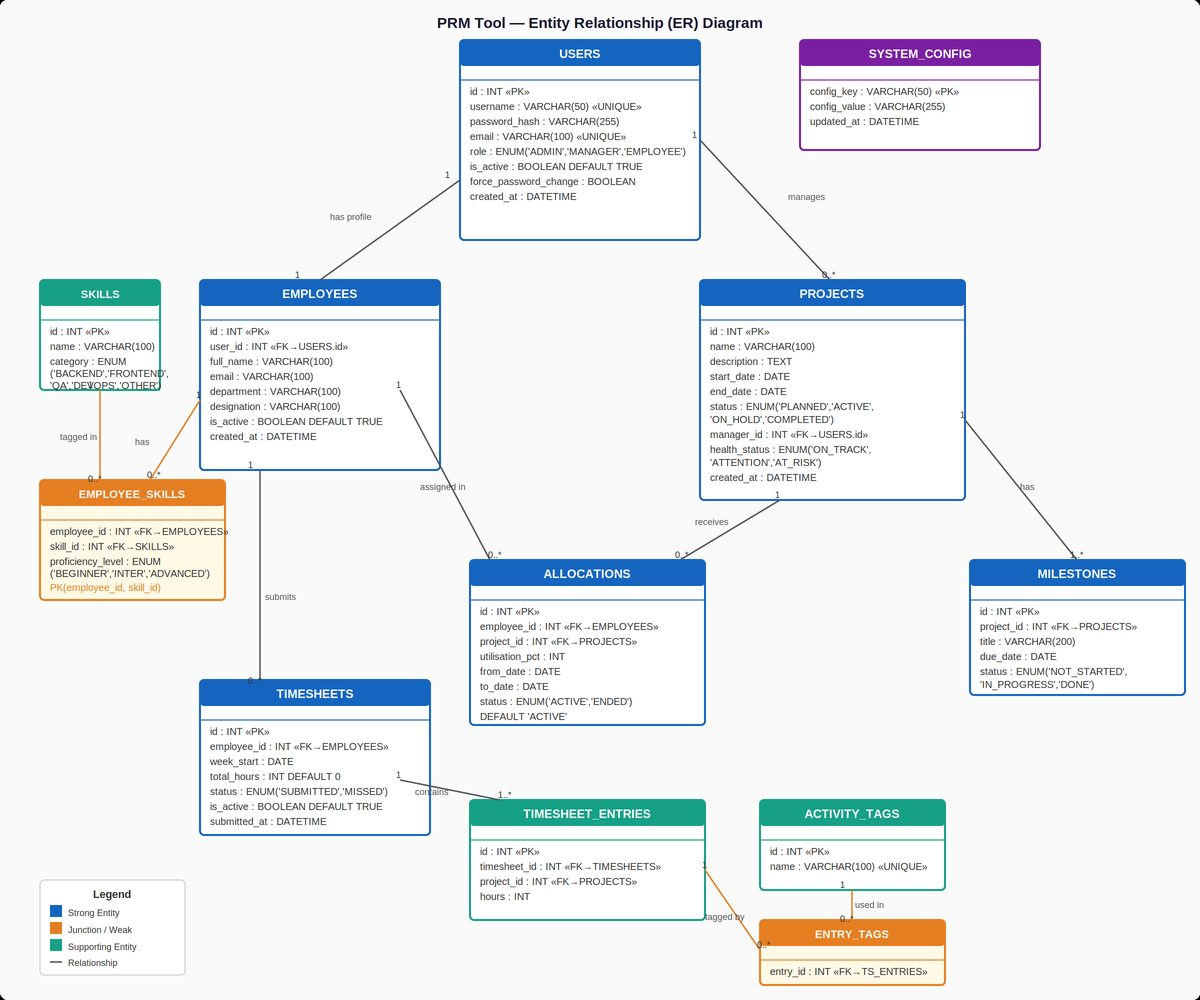 PRM Tool — Entity Relationship (ER) Diagram
USERS
id : INT «PK»
username : VARCHAR(50) «UNIQUE»
password_hash : VARCHAR(255)
email : VARCHAR(100) «UNIQUE»
role : ENUM('ADMIN','MANAGER','EMPLOYEE')
is_active : BOOLEAN DEFAULT TRUE
force_password_change : BOOLEAN
created_at : DATETIME
SYSTEM_CONFIG
config_key : VARCHAR(50) «PK»
config_value : VARCHAR(255)
updated_at : DATETIME
1
has profile
1
1
manages
0..*
SKILLS
id : INT «PK»
name : VARCHAR(100)
category : ENUM
('BACKEND','FRONTEND',
'QA','DEVOPS','OTHER')
EMPLOYEES
id : INT «PK»
user_id : INT «FK→USERS.id»
full_name : VARCHAR(100)
email : VARCHAR(100)
department : VARCHAR(100)
designation : VARCHAR(100)
is_active : BOOLEAN DEFAULT TRUE
created_at : DATETIME
PROJECTS
id : INT «PK»
name : VARCHAR(100)
description : TEXT
start_date : DATE
end_date : DATE
status : ENUM('PLANNED','ACTIVE',
'ON_HOLD','COMPLETED')
manager_id : INT «FK→USERS.id»
health_status : ENUM('ON_TRACK',
'ATTENTION','AT_RISK')
created_at : DATETIME
1
tagged in
0..*
1
has
0..*
1
assigned in
0..*
1
receives
0..*
1
has
1..*
EMPLOYEE_SKILLS
employee_id : INT «FK→EMPLOYEES»
skill_id : INT «FK→SKILLS»
proficiency_level : ENUM
('BEGINNER','INTER','ADVANCED')
PK(employee_id, skill_id)
1
submits
0..*
ALLOCATIONS
id : INT «PK»
employee_id : INT «FK→EMPLOYEES»
project_id : INT «FK→PROJECTS»
utilisation_pct : INT
from_date : DATE
to_date : DATE
status : ENUM('ACTIVE','ENDED')
DEFAULT 'ACTIVE'
MILESTONES
id : INT «PK»
project_id : INT «FK→PROJECTS»
title : VARCHAR(200)
due_date : DATE
status : ENUM('NOT_STARTED',
'IN_PROGRESS','DONE')
TIMESHEETS
id : INT «PK»
employee_id : INT «FK→EMPLOYEES»
week_start : DATE
total_hours : INT DEFAULT 0
status : ENUM('SUBMITTED','MISSED')
is_active : BOOLEAN DEFAULT TRUE
submitted_at : DATETIME
1
contains
1..*
TIMESHEET_ENTRIES
id : INT «PK»
timesheet_id : INT «FK→TIMESHEETS»
project_id : INT «FK→PROJECTS»
hours : INT
ACTIVITY_TAGS
id : INT «PK»
name : VARCHAR(100) «UNIQUE»
1
tagged by
0..*
1
used in
0..*
ENTRY_TAGS
entry_id : INT «FK→TS_ENTRIES»
Legend
Strong Entity
Junction / Weak
Supporting Entity
Relationship